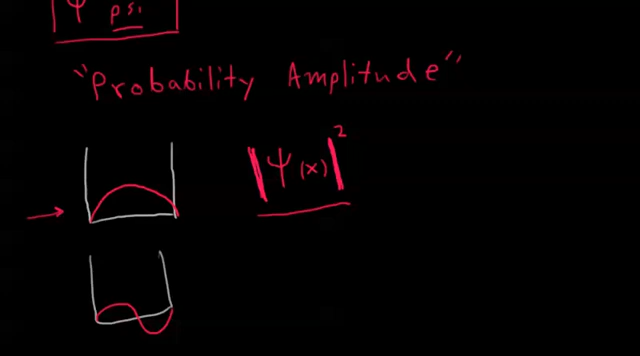 Ψ psi
"Probability Amplitude"
|Ψ(x)|²